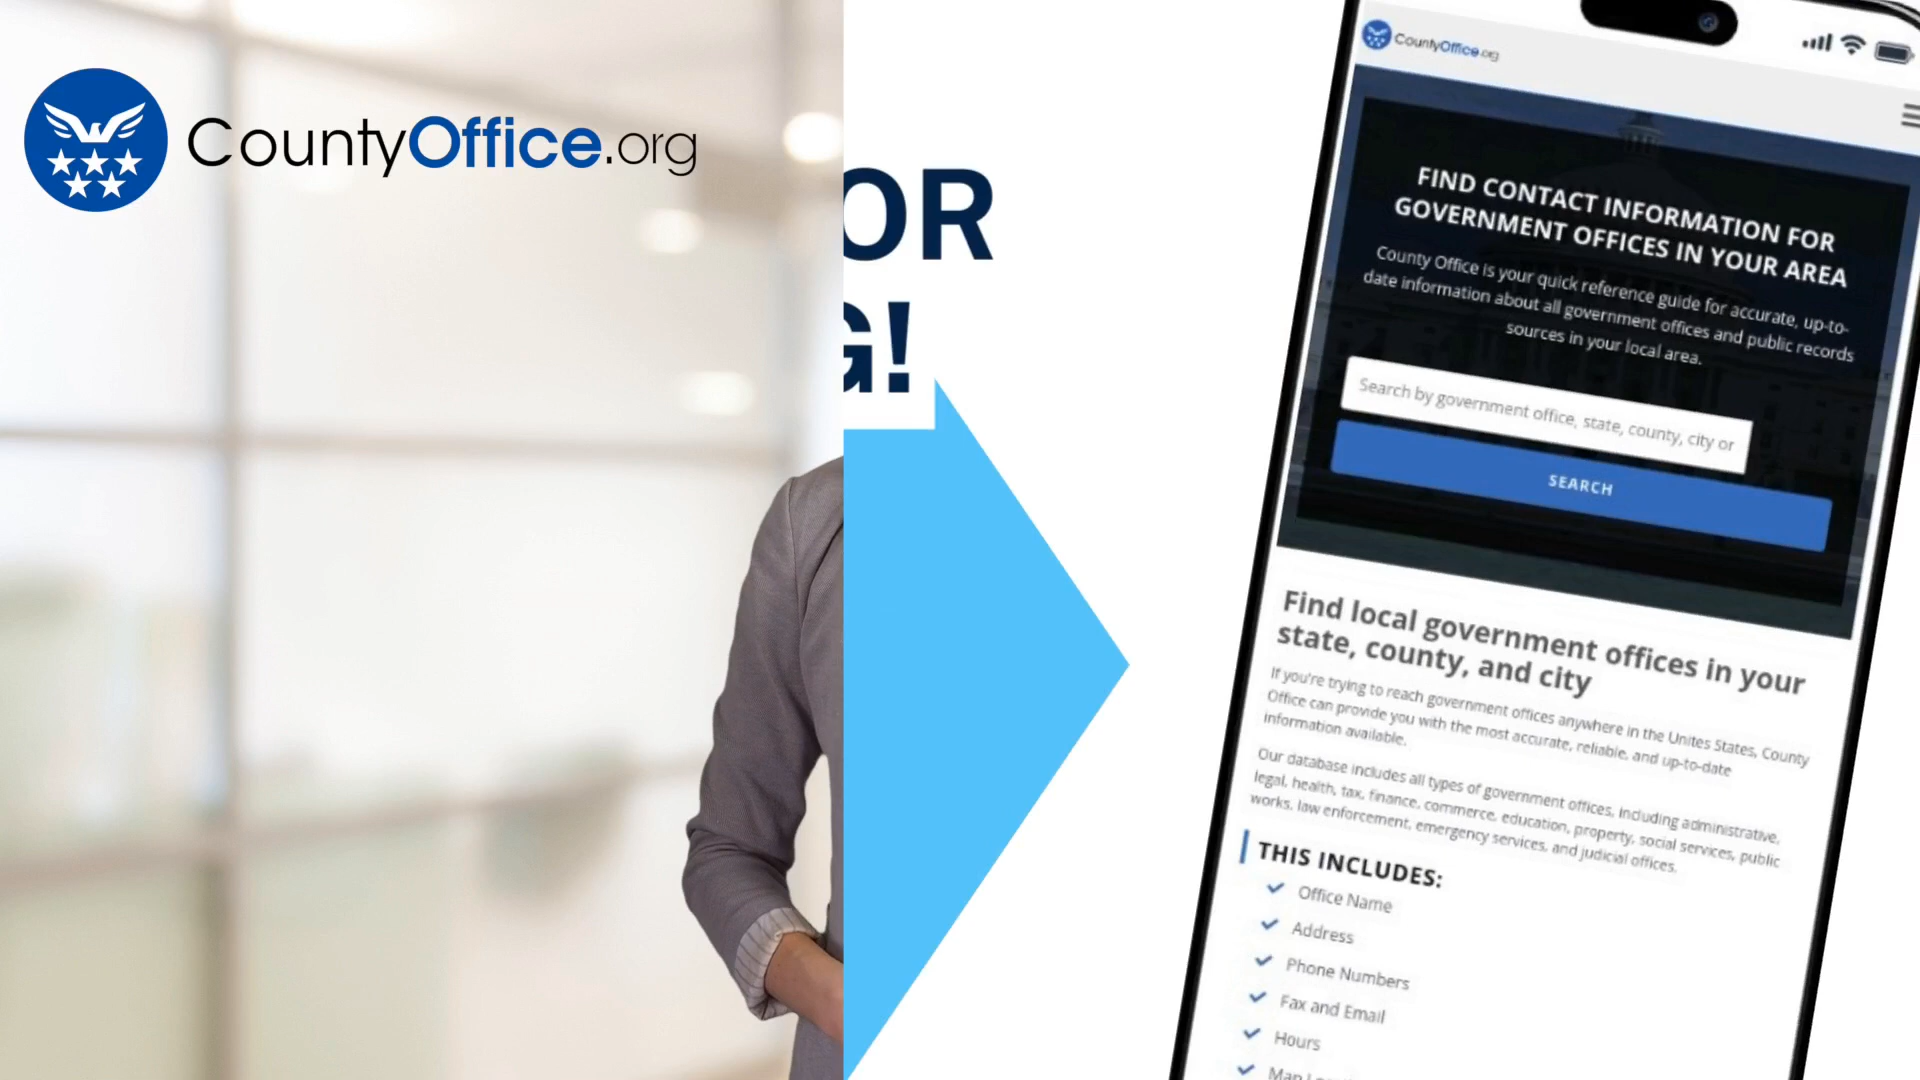 CountyOffice.org
OR
G!
CountyOffice.org
FIND CONTACT INFORMATION FOR
GOVERNMENT OFFICES IN YOUR AREA
County Office is your quick reference guide for accurate, up-to-
date information about all government offices and public records
sources in your local area.
Search by government office, state, county, city or
SEARCH
Find local government offices in your
state, county, and city
If you're trying to reach government offices anywhere in the Unites States, County
Office can provide you with the most accurate, reliable, and up-to-date
information available.
Our database includes all types of government offices, including administrative,
legal, health, tax, finance, commerce, education, property, social services, public
works, law enforcement, emergency services, and judicial offices.
THIS INCLUDES:
Office Name
Address
Phone Numbers
Fax and Email
Hours
Map